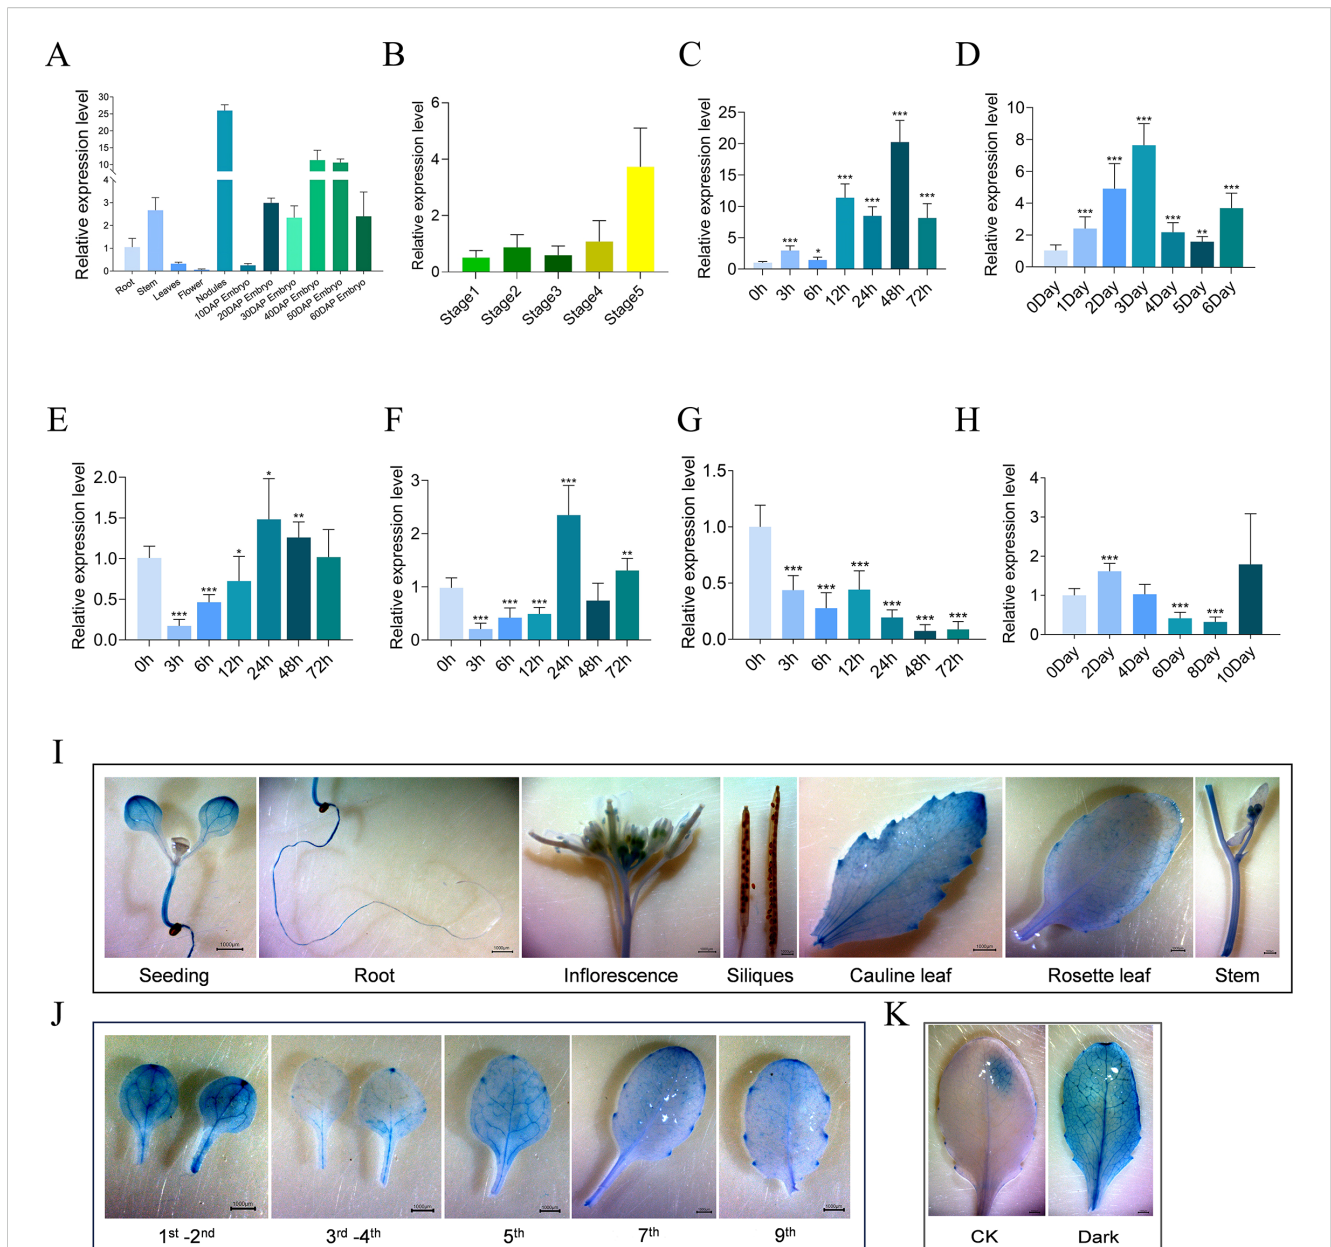 A
B
C
D
Relative expression level
30
25
20
15
10
4
3
2
1
0
Root
Stem
Leaves
Flower
Nodules
10DAP Embryo
20DAP Embryo
30DAP Embryo
40DAP Embryo
50DAP Embryo
60DAP Embryo
Relative expression level
6
4
2
0
Stage1
Stage2
Stage3
Stage4
Stage5
Relative expression level
25
20
15
10
5
0
***
*
***
***
***
***
0h
3h
6h
12h
24h
48h
72h
Relative expression level
10
8
6
4
2
0
***
***
***
***
**
***
0Day
1Day
2Day
3Day
4Day
5Day
6Day
E
F
G
H
Relative expression level
2.0
1.5
1.0
0.5
0.0
***
***
*
*
**
0h
3h
6h
12h
24h
48h
72h
Relative expression level
3
2
1
0
***
***
***
***
**
0h
3h
6h
12h
24h
48h
72h
Relative expression level
1.5
1.0
0.5
0.0
***
***
***
***
***
***
0h
3h
6h
12h
24h
48h
72h
Relative expression level
4
3
2
1
0
***
***
***
0Day
2Day
4Day
6Day
8Day
10Day
I
1000μm
1000μm
1000μm
Seeding
Root
Inflorescence
Siliques
Cauline leaf
Rosette leaf
Stem
J
K
1000μm
1000μm
1000μm
1000μm
1st -2nd
3rd -4th
5th
7th
9th
CK
Dark